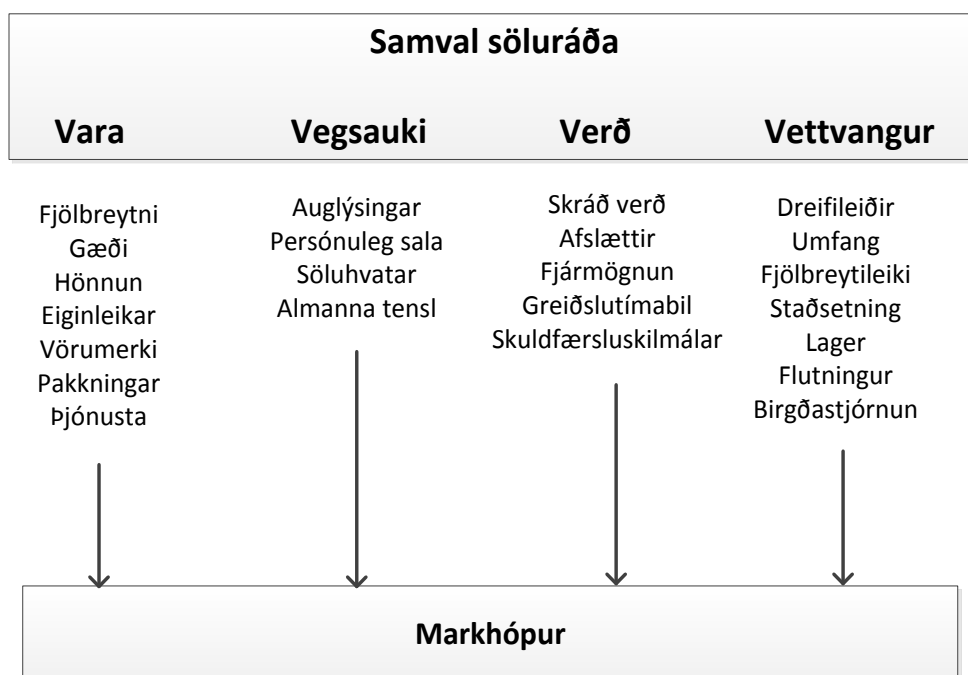 Samval söluráða
Vara Vegsauki Verð Vettvangur
Fjölbreytni
Gæði
Hönnun
Eiginleikar
Vörumerki
Pakkningar
Þjónusta
Auglýsingar
Persónuleg sala
Söluhvatar
Almanna tensl
Skráð verð
Afslættir
Fjármögnun
Greiðslutímabil
Skuldfærsluskilmálar
Dreifileiðir
Umfang
Fjölbreytileiki
Staðsetning
Lager
Flutningur
Birgðastjórnun
Markhópur